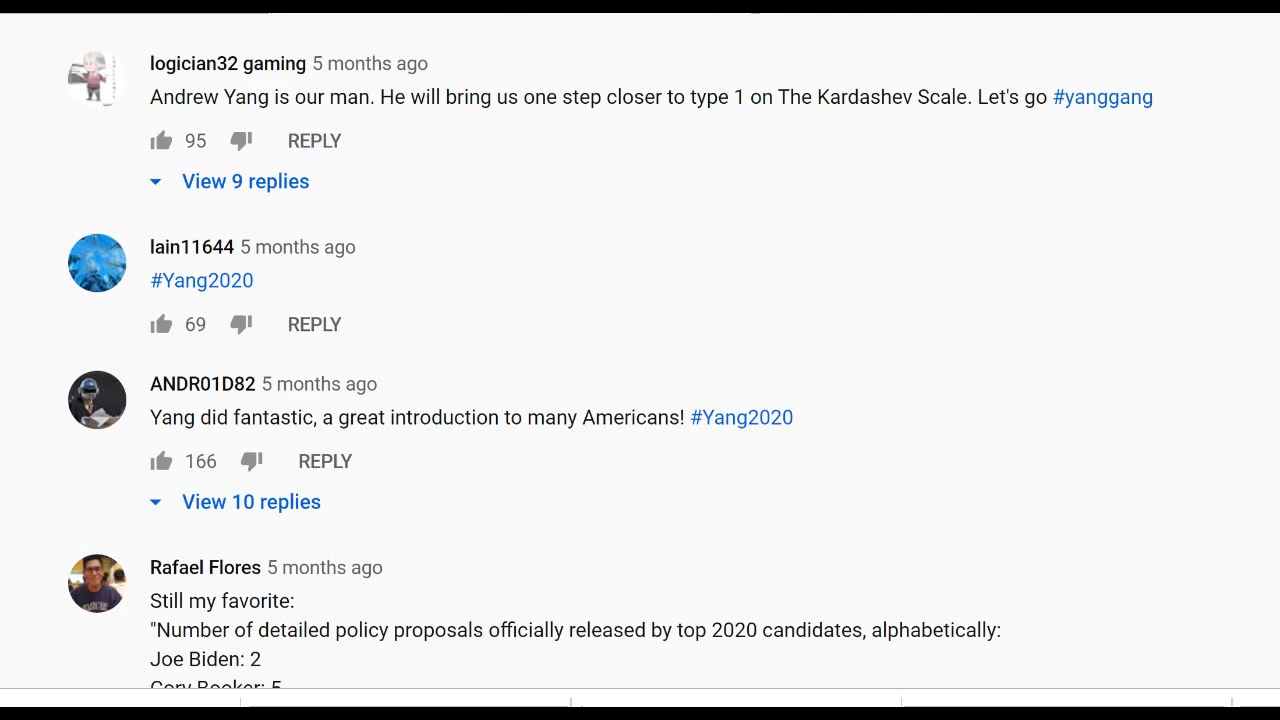 logician32 gaming 5 months ago
Andrew Yang is our man. He will bring us one step closer to type 1 on The Kardashev Scale. Let's go #yanggang
95 REPLY
View 9 replies
lain11644 5 months ago
#Yang2020
69 REPLY
ANDR01D82 5 months ago
Yang did fantastic, a great introduction to many Americans! #Yang2020
166 REPLY
View 10 replies
Rafael Flores 5 months ago
Still my favorite:
"Number of detailed policy proposals officially released by top 2020 candidates, alphabetically:
Joe Biden: 2
Cory Booker: 5